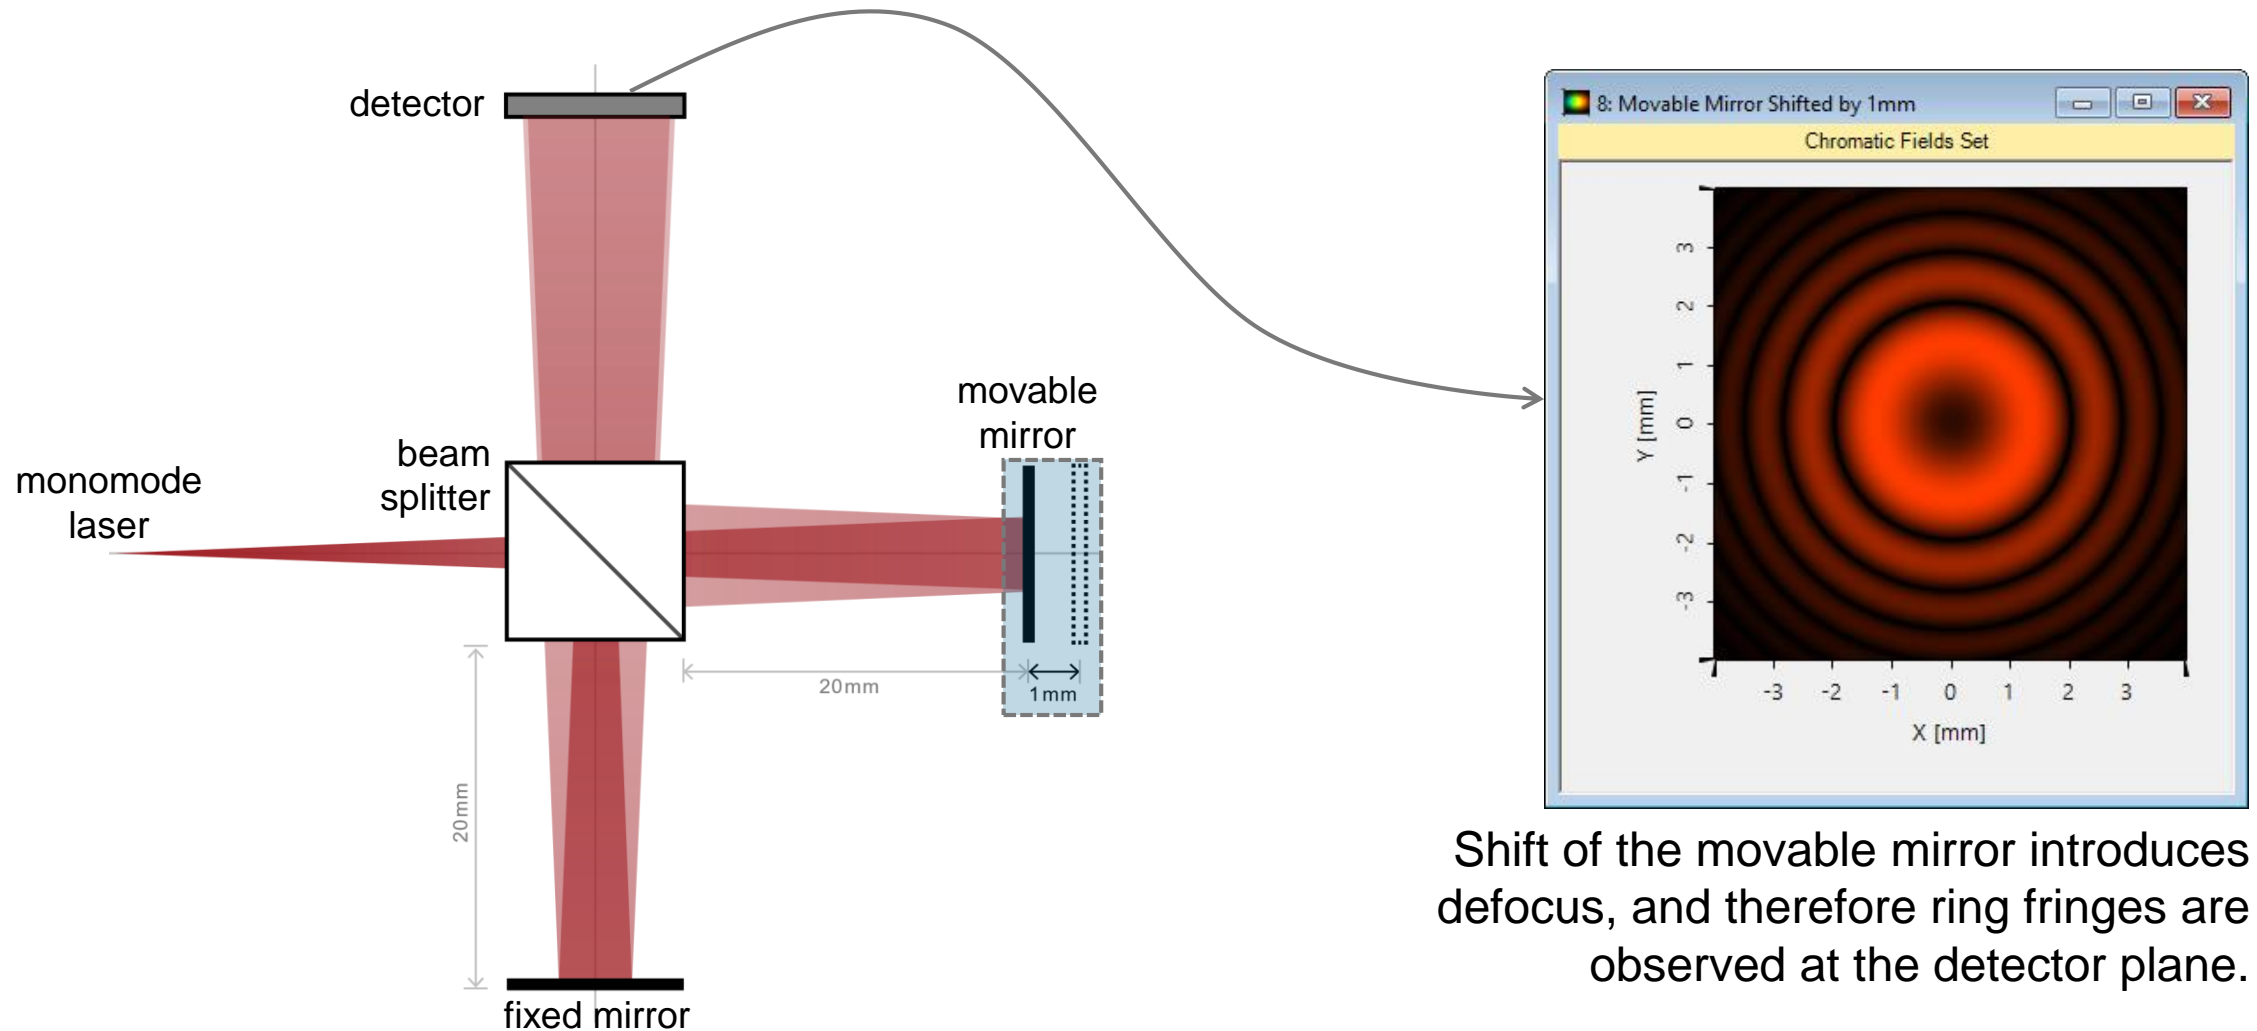 detector
beam
splitter
monomode
laser
movable
mirror
20mm
1mm
20mm
fixed mirror
8: Movable Mirror Shifted by 1mm
Chromatic Fields Set
Y [mm]
3
2
1
0
-1
-2
-3
-3 -2 -1 0 1 2 3
X [mm]
Shift of the movable mirror introduces
defocus, and therefore ring fringes are
observed at the detector plane.